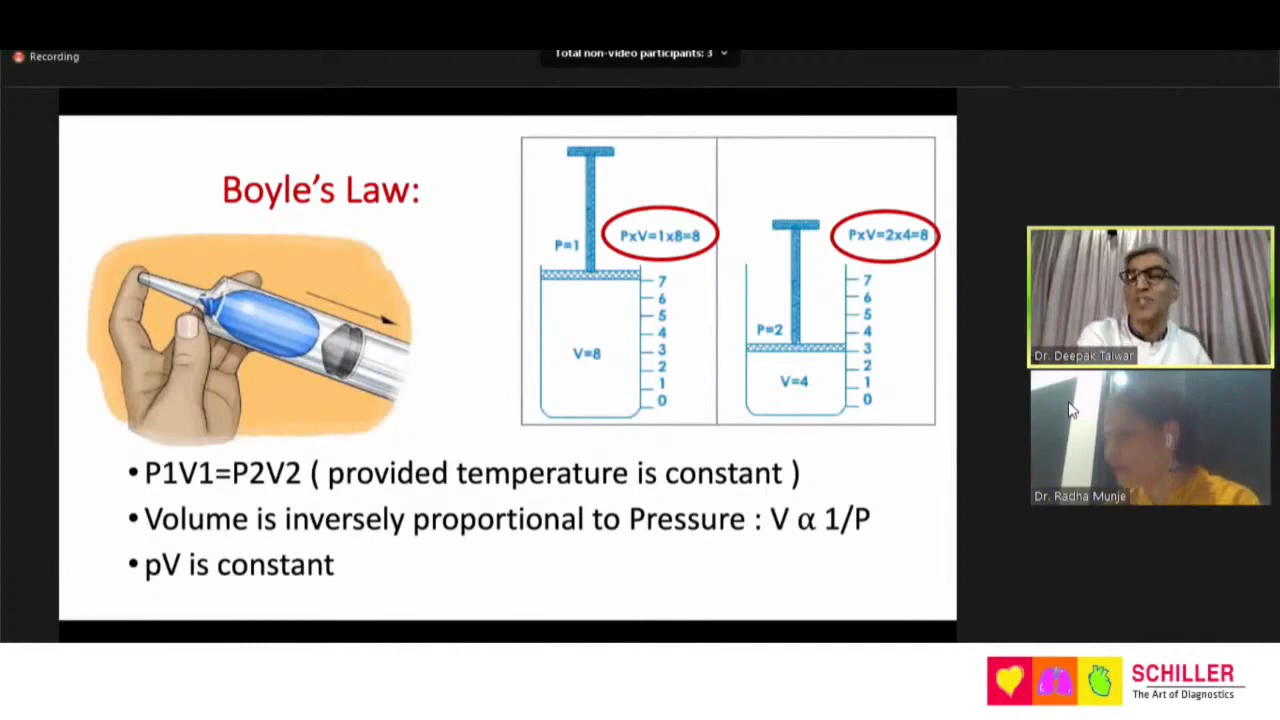 Recording
Total non-video participants: 3
Boyle's Law:
P=1
PxV=1x8=8
7
6
5
4
3
2
1
0
V=8
PxV=2x4=8
P=2
7
6
5
4
3
2
1
0
V=4
• P1V1=P2V2 ( provided temperature is constant )
• Volume is inversely proportional to Pressure : V α 1/P
• pV is constant
Dr. Deepak Talwar
Dr. Radha Munje
SCHILLER
The Art of Diagnostics